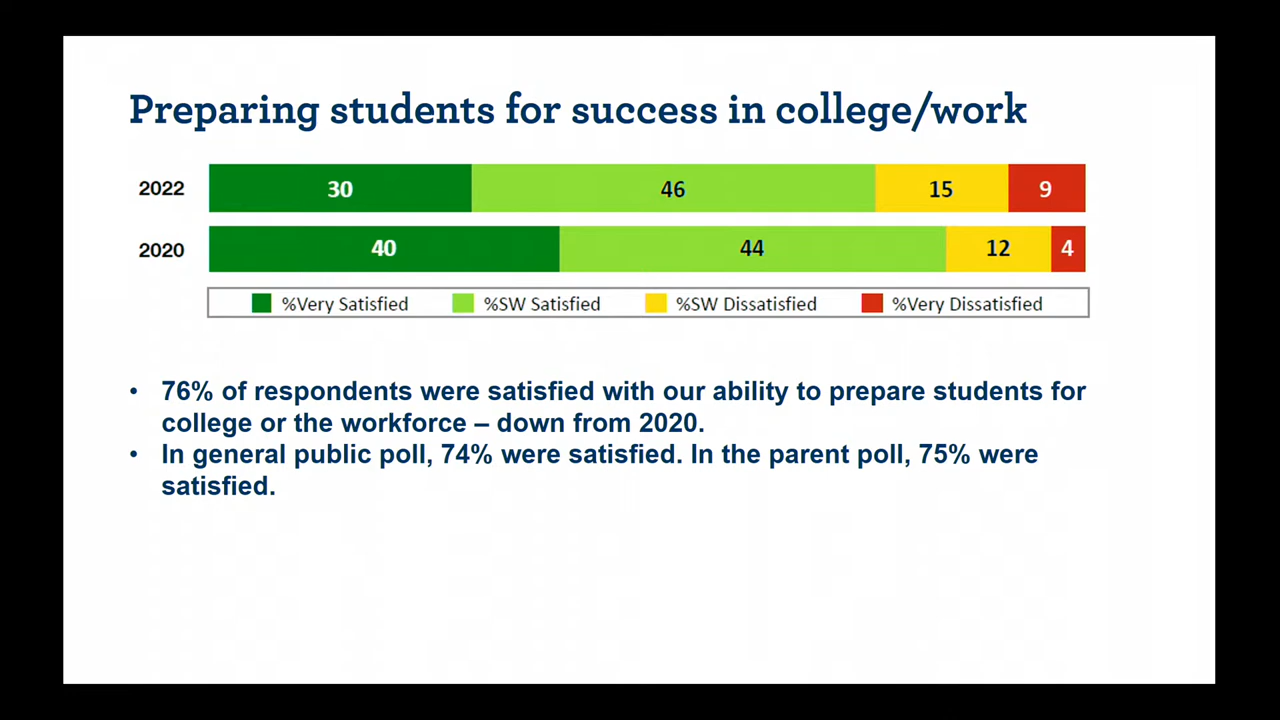 Preparing students for success in college/work
2022 30 46 15 9
2020 40 44 12 4
%Very Satisfied %SW Satisfied %SW Dissatisfied %Very Dissatisfied
• 76% of respondents were satisfied with our ability to prepare students for
college or the workforce – down from 2020.
• In general public poll, 74% were satisfied. In the parent poll, 75% were
satisfied.